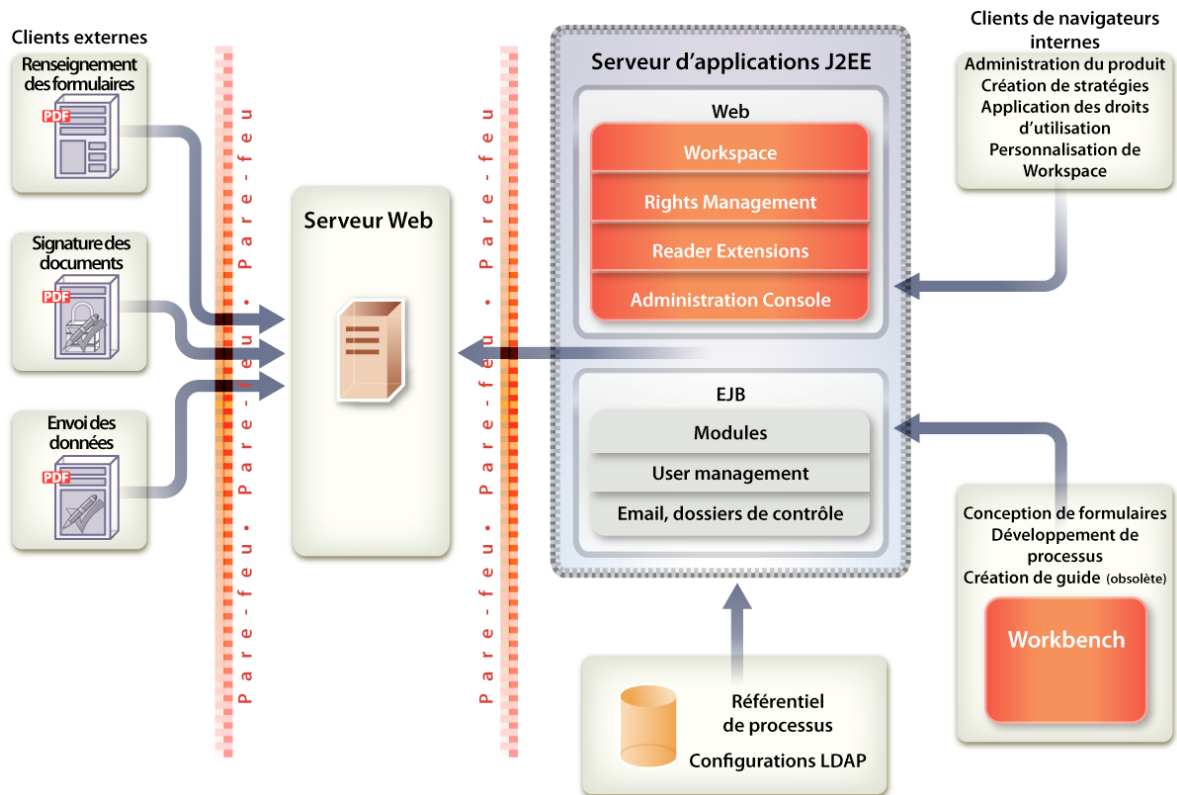 Clients externes
Renseignement
des formulaires
PDF
Signature des
documents
PDF
Envoi des
données
PDF
Pare-feu • Pare-feu • Pare-feu • Pare-feu
Serveur Web
Pare-feu • Pare-feu • Pare-feu • Pare-feu
Serveur d'applications J2EE
Web
Workspace
Rights Management
Reader Extensions
Administration Console
EJB
Modules
User management
Email, dossiers de contrôle
Référentiel
de processus
Configurations LDAP
Clients de navigateurs
internes
Administration du produit
Création de stratégies
Application des droits
d'utilisation
Personnalisation de
Workspace
Conception de formulaires
Développement de
processus
Création de guide (obsolète)
Workbench